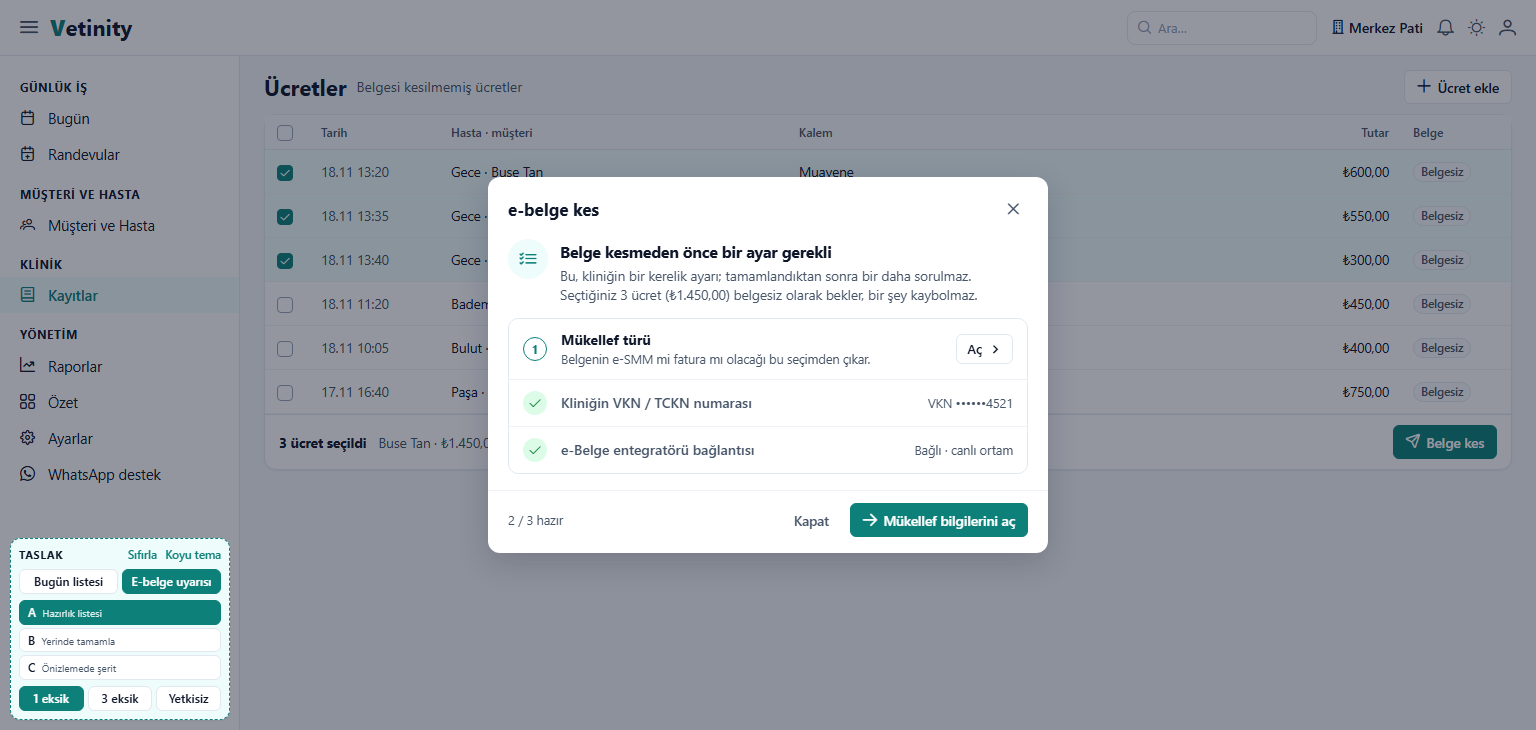 Vetinity
Ara...
Merkez Pati
GÜNLÜK İŞ
Bugün
Randevular
MÜŞTERİ VE HASTA
Müşteri ve Hasta
KLİNİK
Kayıtlar
YÖNETİM
Raporlar
Özet
Ayarlar
WhatsApp destek
TASLAK Sıfırla Koyu tema
Bugün listesi E-belge uyarısı
A Hazırlık listesi
B Yerinde tamamla
C Önizlemede şerit
1 eksik 3 eksik Yetkisiz
Ücretler Belgesi kesilmemiş ücretler
Ücret ekle
Tarih Hasta · müşteri Kalem Tutar Belge
18.11 13:20 Gece · Buse Tan Muayene ₺600,00 Belgesiz
18.11 13:35 Gece · ₺550,00 Belgesiz
18.11 13:40 Gece · ₺300,00 Belgesiz
18.11 11:20 ₺450,00 Belgesiz
18.11 10:05 Bulut · ₺400,00 Belgesiz
17.11 16:40 Paşa · ₺750,00 Belgesiz
3 ücret seçildi Buse Tan · Belge kes
e-belge kes
Belge kesmeden önce bir ayar gerekli
Bu, kliniğin bir kerelik ayarı; tamamlandıktan sonra bir daha sorulmaz.
Seçtiğiniz 3 ücret (₺1.450,00) belgesiz olarak bekler, bir şey kaybolmaz.
1 Mükellef türü
Belgenin e-SMM mi fatura mı olacağı bu seçimden çıkar.
Aç
Kliniğin VKN / TCKN numarası VKN ••••••4521
e-Belge entegratörü bağlantısı Bağlı · canlı ortam
2 / 3 hazır Kapat Mükellef bilgilerini aç